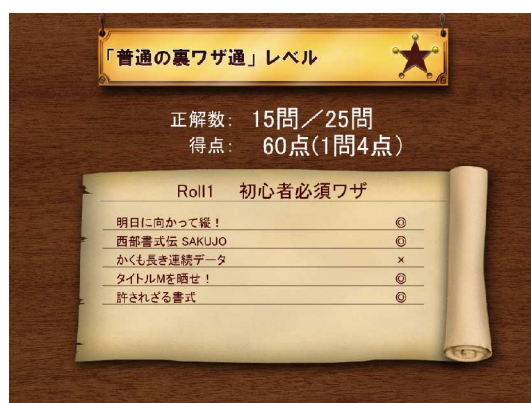 「普通の裏ワザ通」レベル
正解数: 15問／25問
得点: 60点(1問4点)
Roll1 初心者必須ワザ
明日に向かって縦！ ◎
西部書式伝 SAKUJO ◎
かくも長き連続データ ×
タイトルMを晒せ！ ◎
許されざる書式 ◎